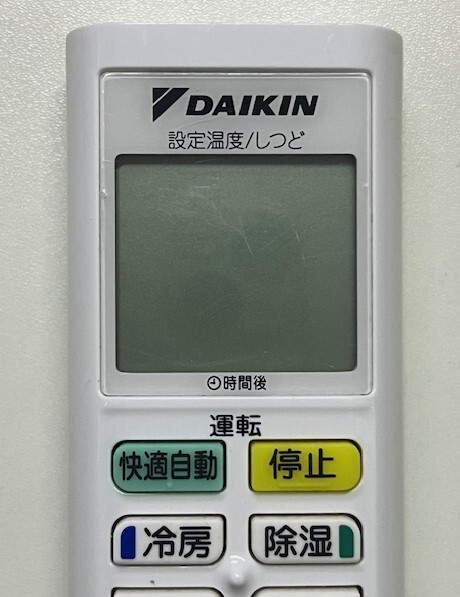 DAIKIN
設定温度/しつど
時間後
運転
快適自動
停止
冷房
除湿